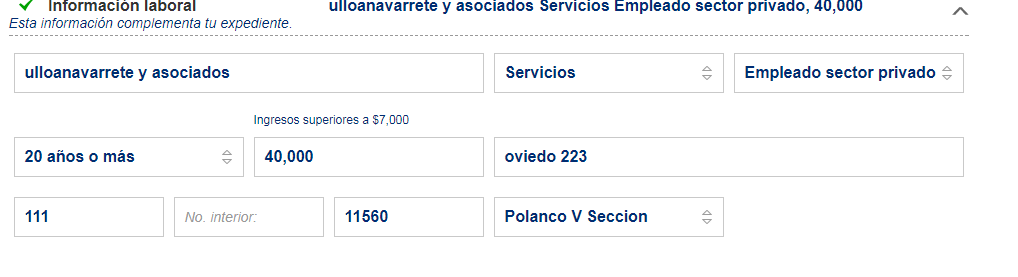 Información laboral
ulloanavarrete y asociados Servicios Empleado sector privado, 40,000
Esta información complementa tu expediente.
ulloanavarrete y asociados
Servicios
Empleado sector privado
Ingresos superiores a $7,000
20 años o más
40,000
oviedo 223
111
No. interior:
11560
Polanco V Seccion